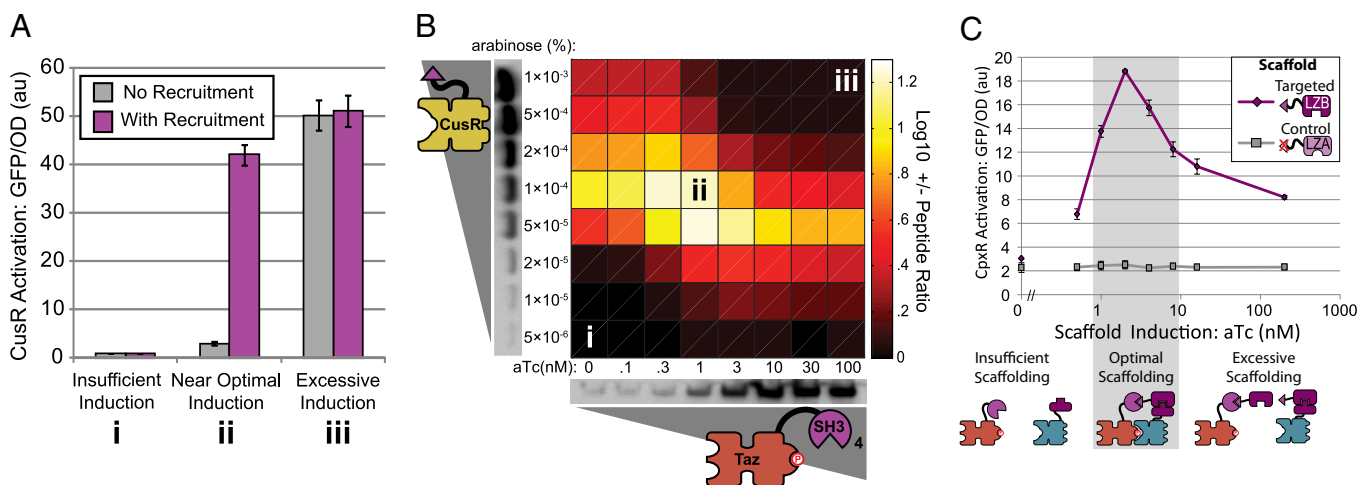 A
CusR Activation: GFP/OD (au)
60
50
40
30
20
10
0
No Recruitment
With Recruitment
Insufficient
Induction
Near Optimal
Induction
Excessive
Induction
i
ii
iii
B
arabinose (%):
CusR
1×10⁻³
5×10⁻⁴
2×10⁻⁴
1×10⁻⁴
5×10⁻⁵
2×10⁻⁵
1×10⁻⁵
5×10⁻⁶
iii
ii
i
aTc(nM): 0 .1 .3 1 3 10 30 100
1.2
1
.8
.6
.4
.2
0
Log10 +/- Peptide Ratio
Taz
P
SH3
4
C
CpxR Activation: GFP/OD (au)
20
18
16
14
12
10
8
6
4
2
0
Scaffold
Targeted
LZB
Control
LZA
0 1 10 100 1000
Scaffold Induction: aTc (nM)
Insufficient
Scaffolding
Optimal
Scaffolding
Excessive
Scaffolding
P
P
P